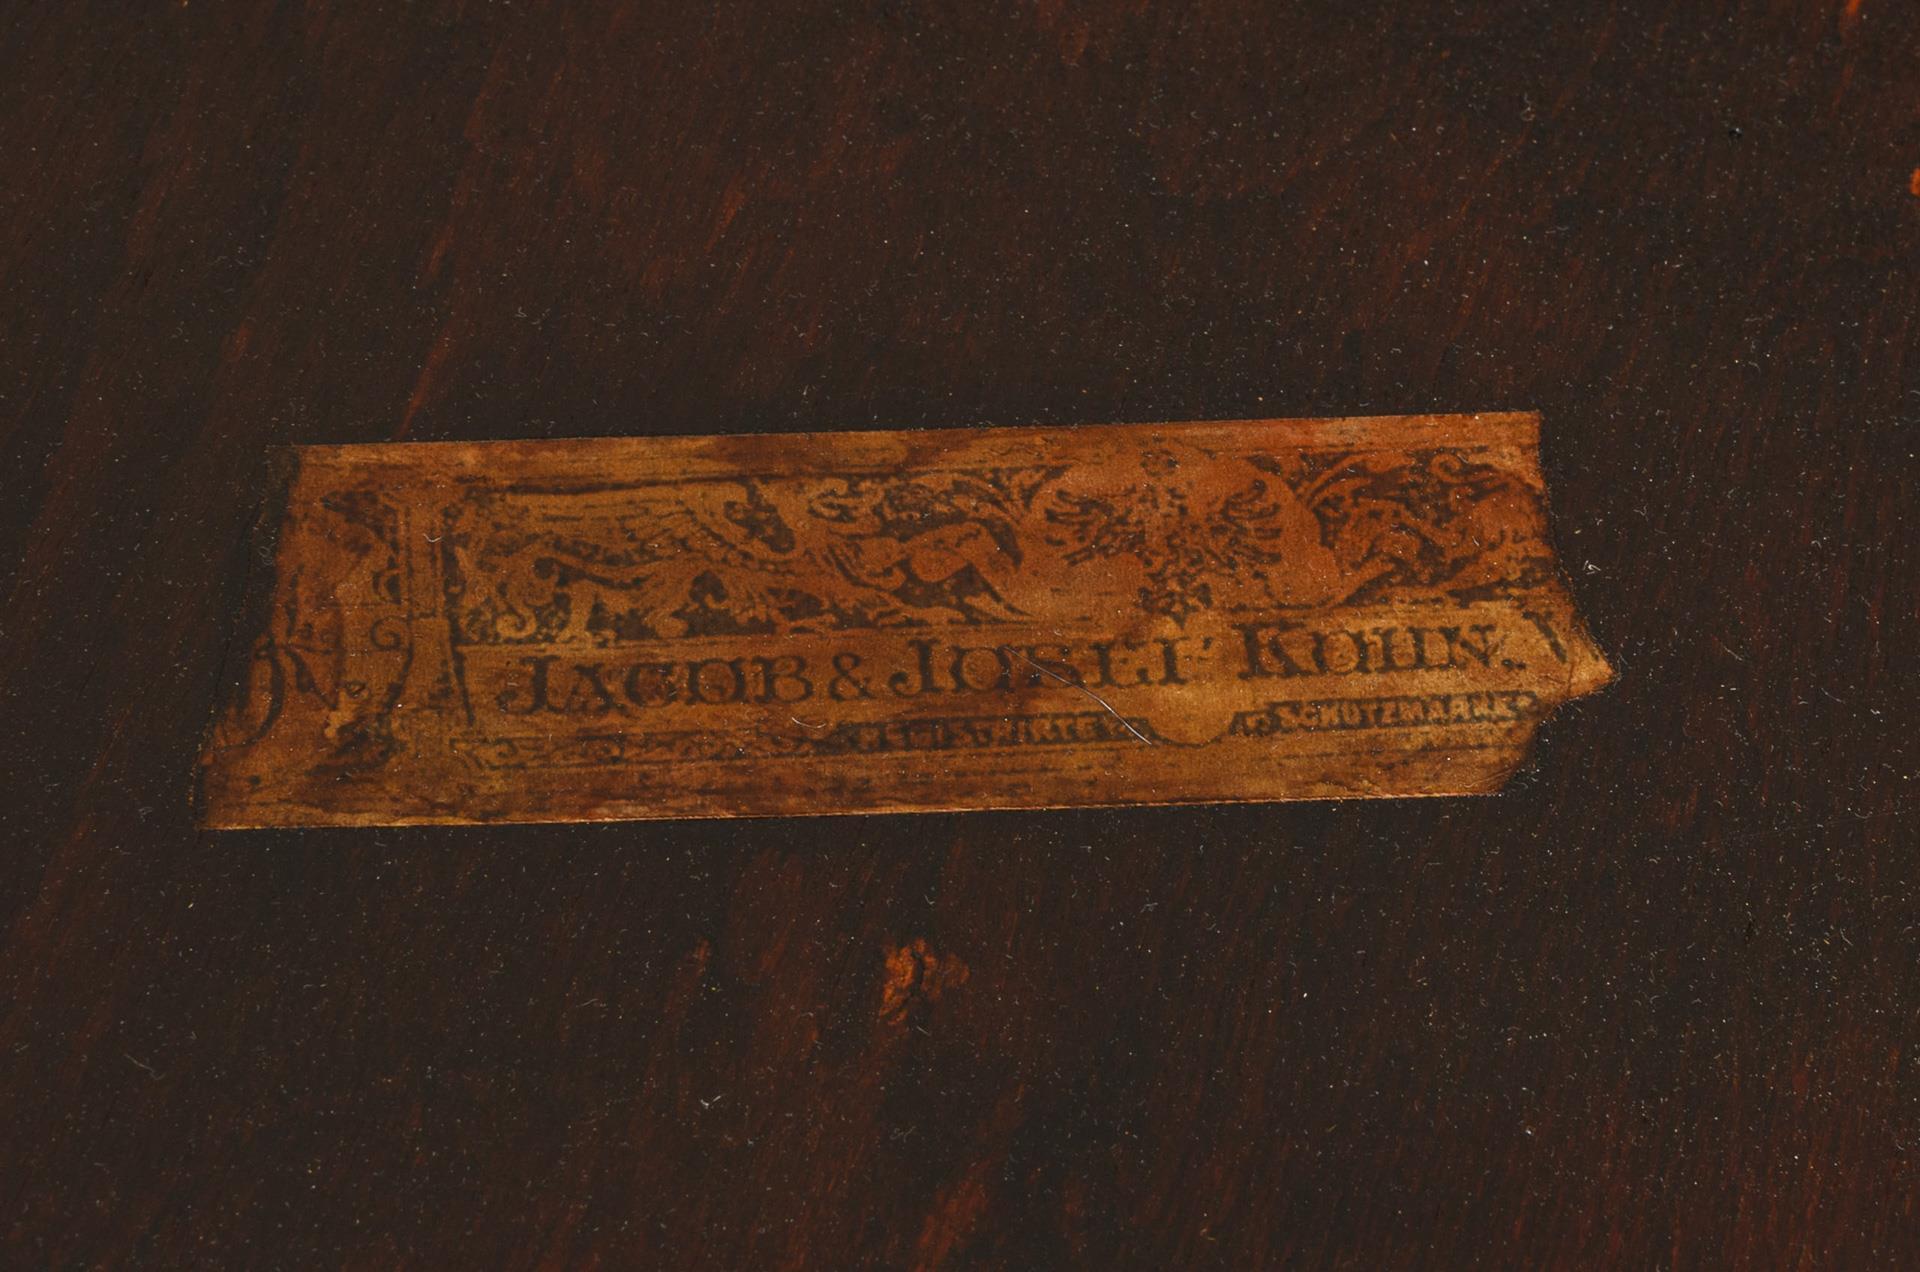 JACOB & JOSEF KOHN. W
SCHUTZMARKE